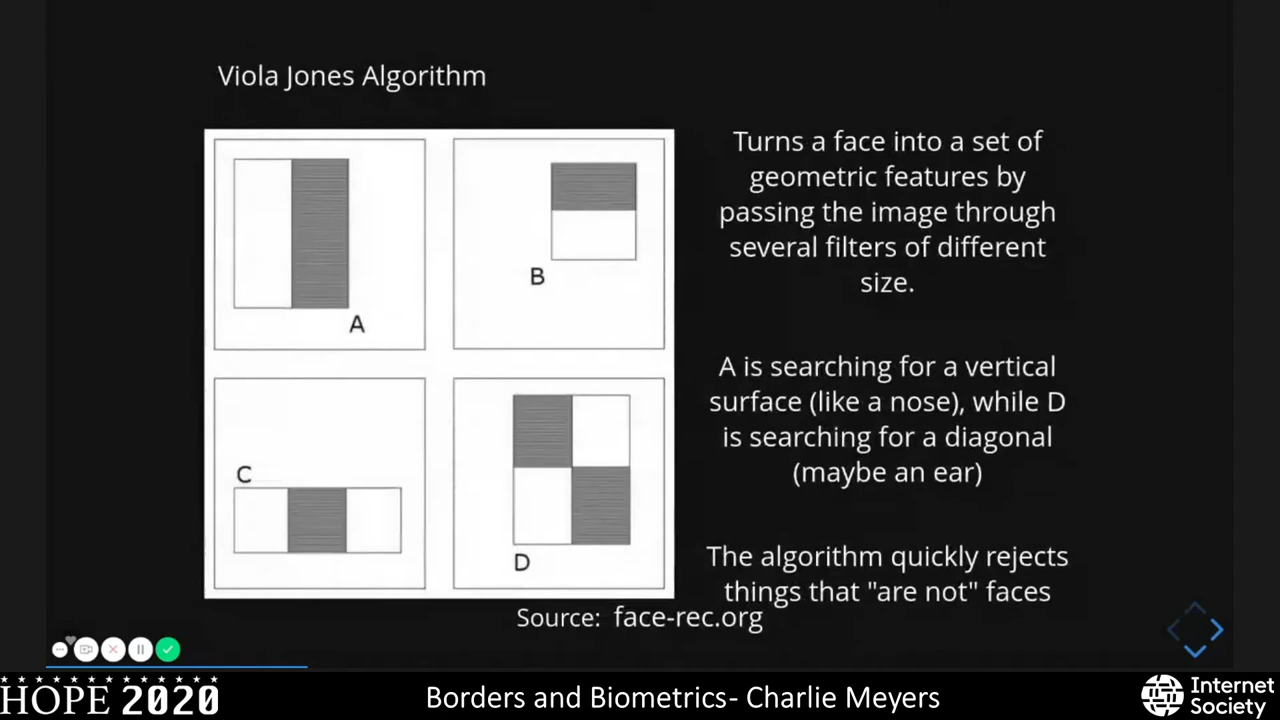 Viola Jones Algorithm
A
B
C
D
Turns a face into a set of
geometric features by
passing the image through
several filters of different
size.
A is searching for a vertical
surface (like a nose), while D
is searching for a diagonal
(maybe an ear)
The algorithm quickly rejects
things that "are not" faces
Source: face-rec.org
HOPE 2020
Borders and Biometrics- Charlie Meyers
Internet
Society